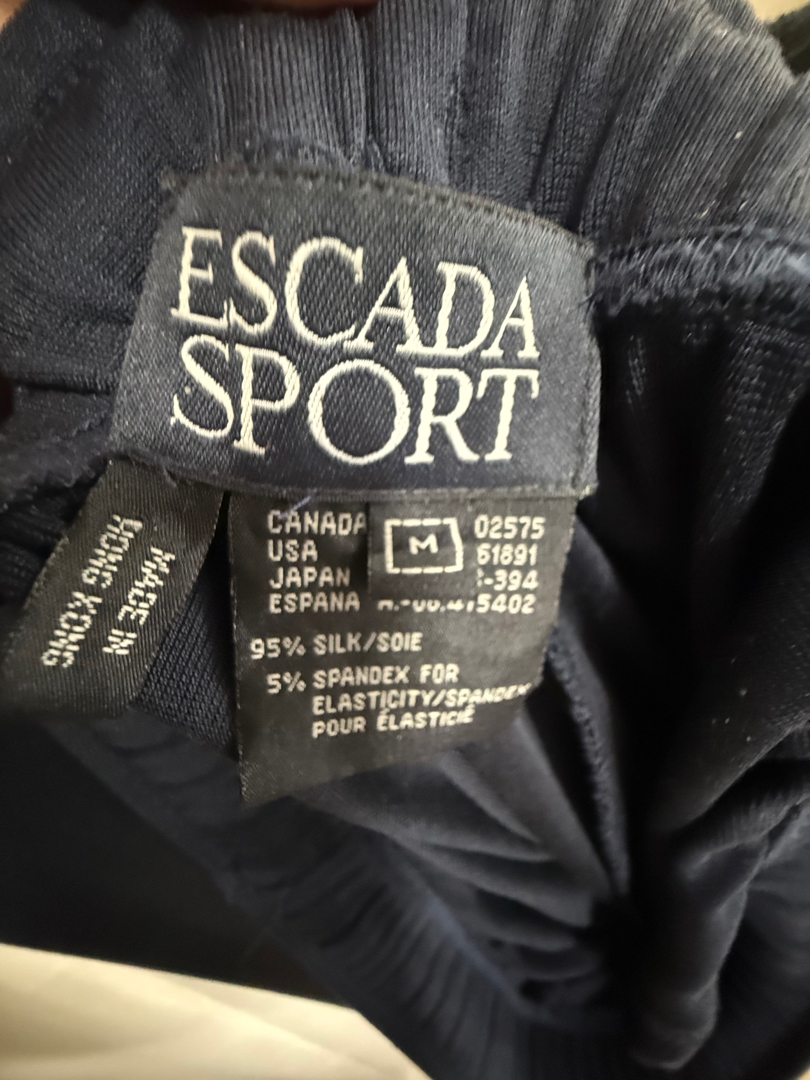 ESCADA
SPORT
CANADA 02575
USA 61891
JAPAN -394
ESPANA 5402
M
95% SILK/SOIE
5% SPANDEX FOR
ELASTICITY/SPANDEX
POUR ÉLASTICIÉ
MADE IN
HONG KONG